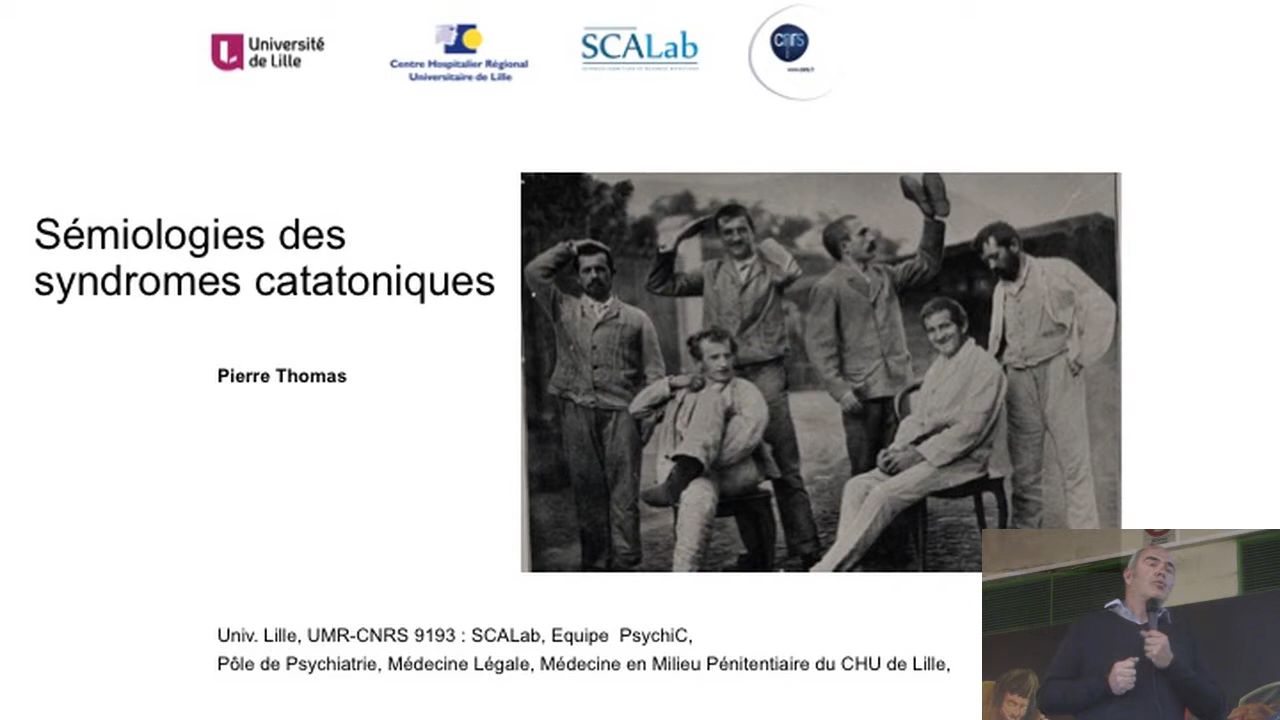 Université
de Lille
Centre Hospitalier Régional
Universitaire de Lille
SCALab
cnrs
Sémiologies des
syndromes catatoniques
Pierre Thomas
Univ. Lille, UMR-CNRS 9193 : SCALab, Equipe PsychiC,
Pôle de Psychiatrie, Médecine Légale, Médecine en Milieu Pénitentiaire du CHU de Lille,